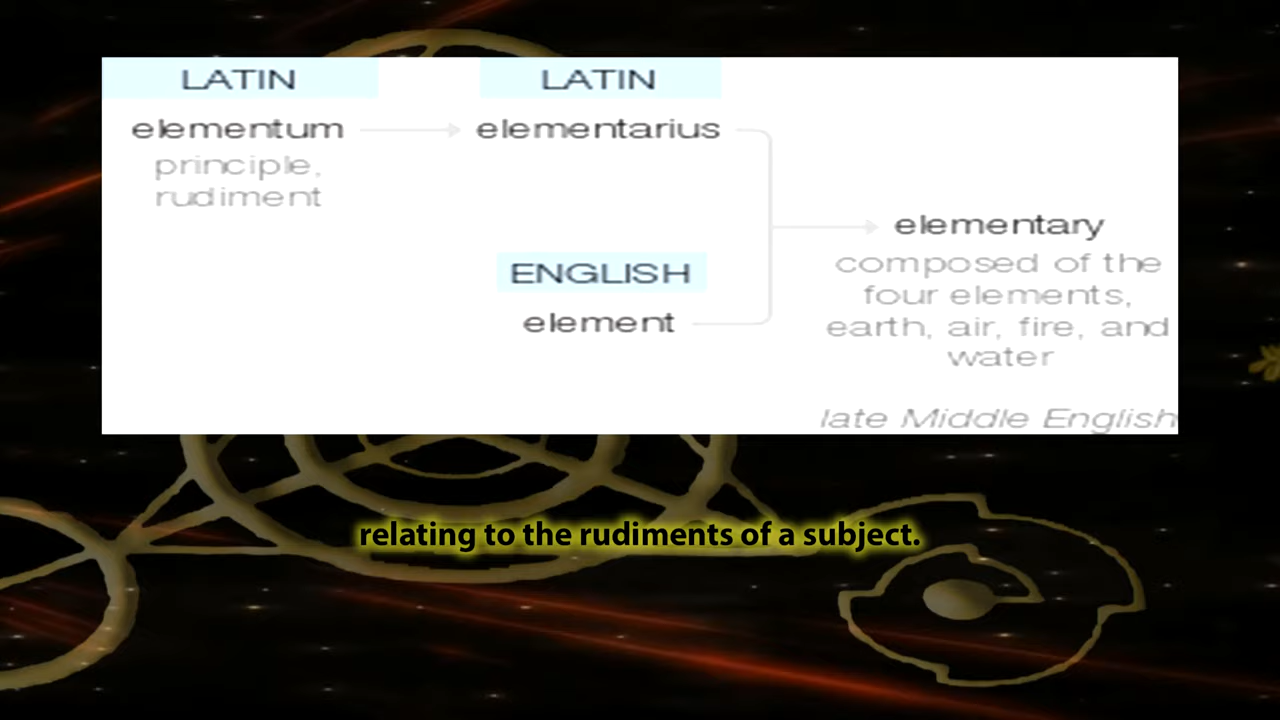 LATIN
elementum
principle,
rudiment
LATIN
elementarius
ENGLISH
element
elementary
composed of the
four elements,
earth, air, fire, and
water
late Middle English
relating to the rudiments of a subject.